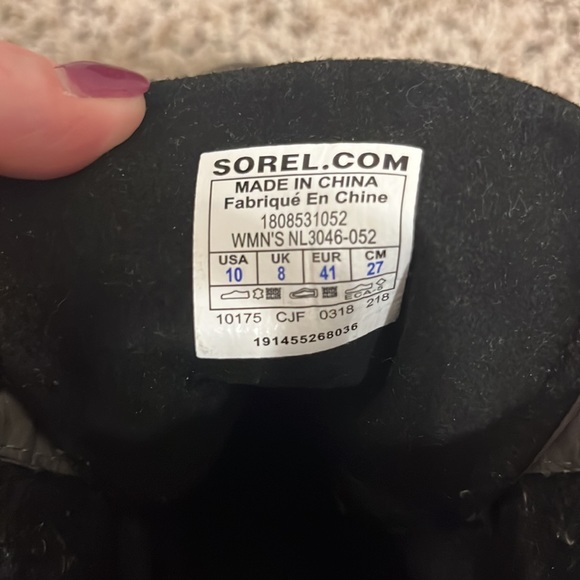 SOREL.COM
MADE IN CHINA
Fabriqué En Chine
1808531052
WMN'S NL3046-052
USA UK EUR CM
10 8 41 27
ECA-S
10175 CJF 0318 218
191455268036